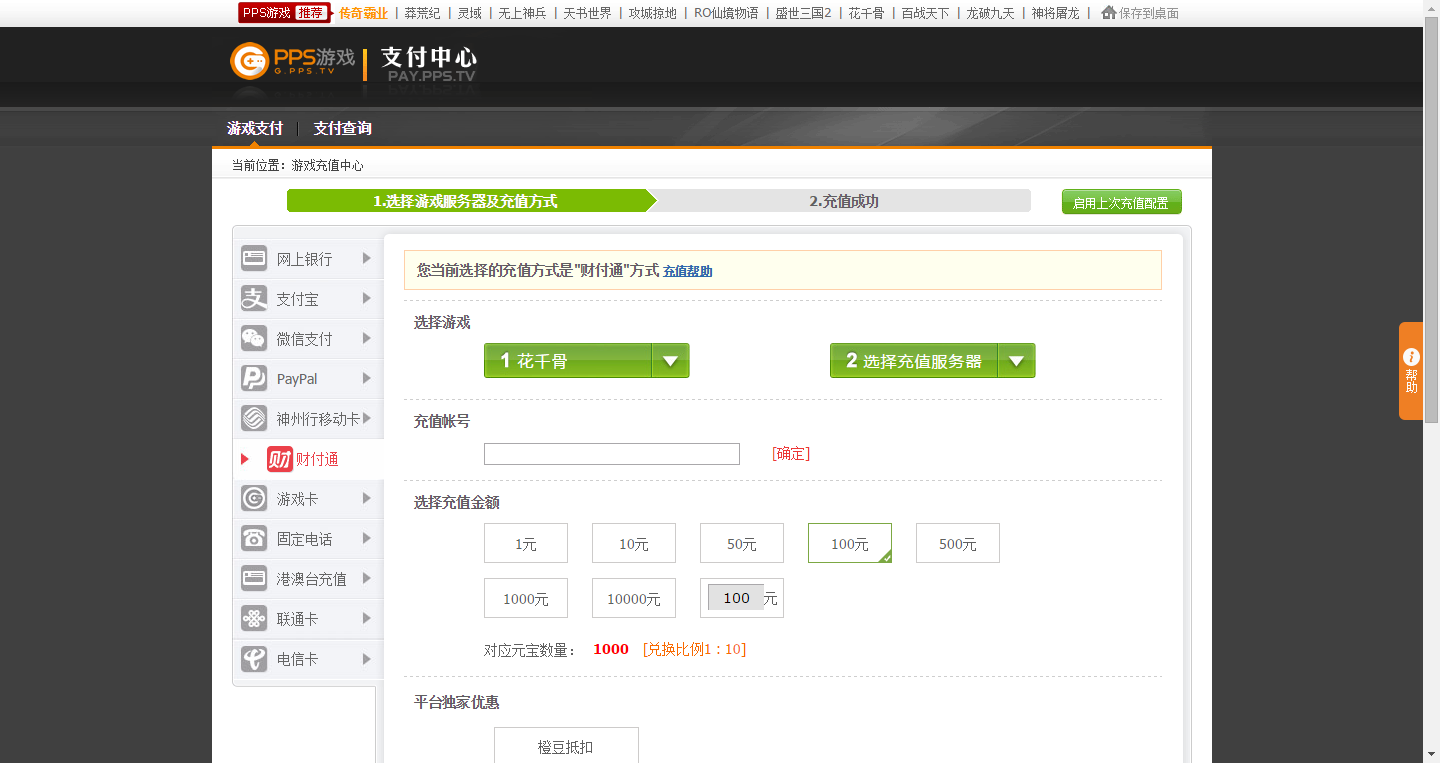 PPS游戏 推荐 传奇霸业 | 莽荒纪 | 灵域 | 无上神兵 | 天书世界 | 攻城掠地 | RO仙境物语 | 盛世三国2 | 花千骨 | 百战天下 | 龙破九天 | 神将屠龙 | 保存到桌面
PPS游戏 G.PPS.TV 支付中心 PAY.PPS.TV
游戏支付 | 支付查询
当前位置：游戏充值中心
1.选择游戏服务器及充值方式 2.充值成功 启用上次充值配置
网上银行
支付宝
微信支付
PayPal
神州行移动卡
财付通
游戏卡
固定电话
港澳台充值
联通卡
电信卡
您当前选择的充值方式是"财付通"方式 充值帮助
选择游戏
1 花千骨 2 选择充值服务器
充值帐号
[确定]
选择充值金额
1元 10元 50元 100元 500元
1000元 10000元 100 元
对应元宝数量： 1000 [兑换比例1：10]
平台独家优惠
橙豆抵扣
帮助